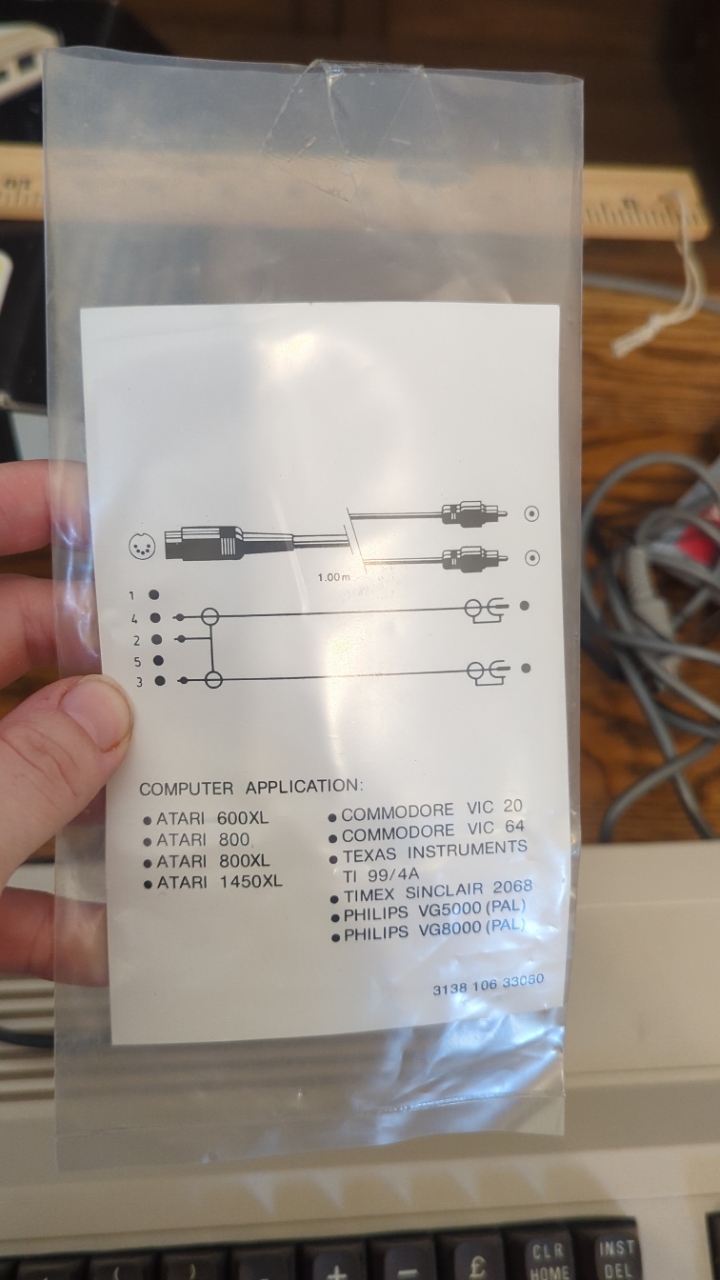 1.00m
1
4
2
5
3
COMPUTER APPLICATION:
● ATARI 600XL
● ATARI 800
● ATARI 800XL
● ATARI 1450XL
● COMMODORE VIC 20
● COMMODORE VIC 64
● TEXAS INSTRUMENTS
TI 99/4A
● TIMEX SINCLAIR 2068
● PHILIPS VG5000 (PAL)
● PHILIPS VG8000 (PAL)
3138 106 33060
+ − £ CLR HOME INST DEL